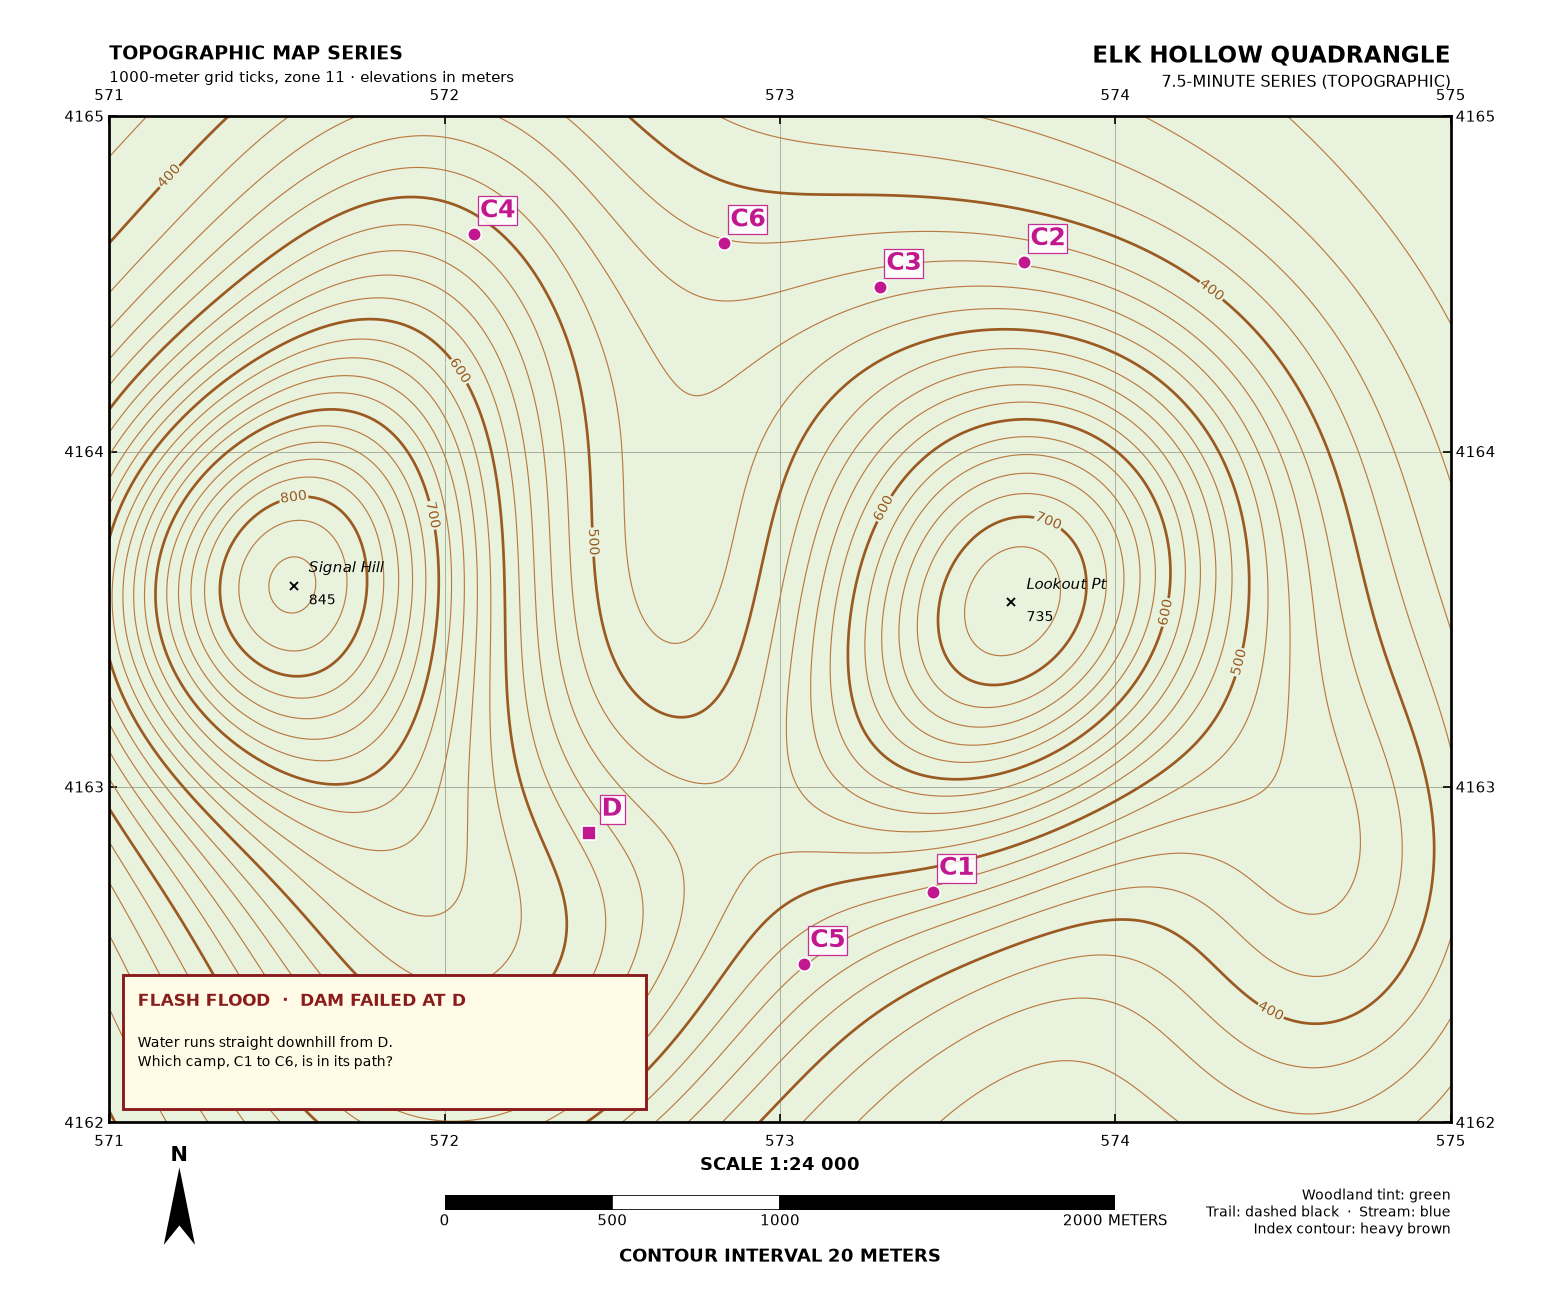 TOPOGRAPHIC MAP SERIES
1000-meter grid ticks, zone 11 · elevations in meters
ELK HOLLOW QUADRANGLE
7.5-MINUTE SERIES (TOPOGRAPHIC)
571 572 573 574 575
4165 4165
400
C4
C6
C2
C3
400
600
4164 4164
800
700
600
700
500
Signal Hill
845
Lookout Pt
735
600
500
4163 4163
D
C1
C5
400
FLASH FLOOD · DAM FAILED AT D
Water runs straight downhill from D.
Which camp, C1 to C6, is in its path?
4162 4162
571 572 573 574 575
N
SCALE 1:24 000
0 500 1000 2000 METERS
CONTOUR INTERVAL 20 METERS
Woodland tint: green
Trail: dashed black · Stream: blue
Index contour: heavy brown